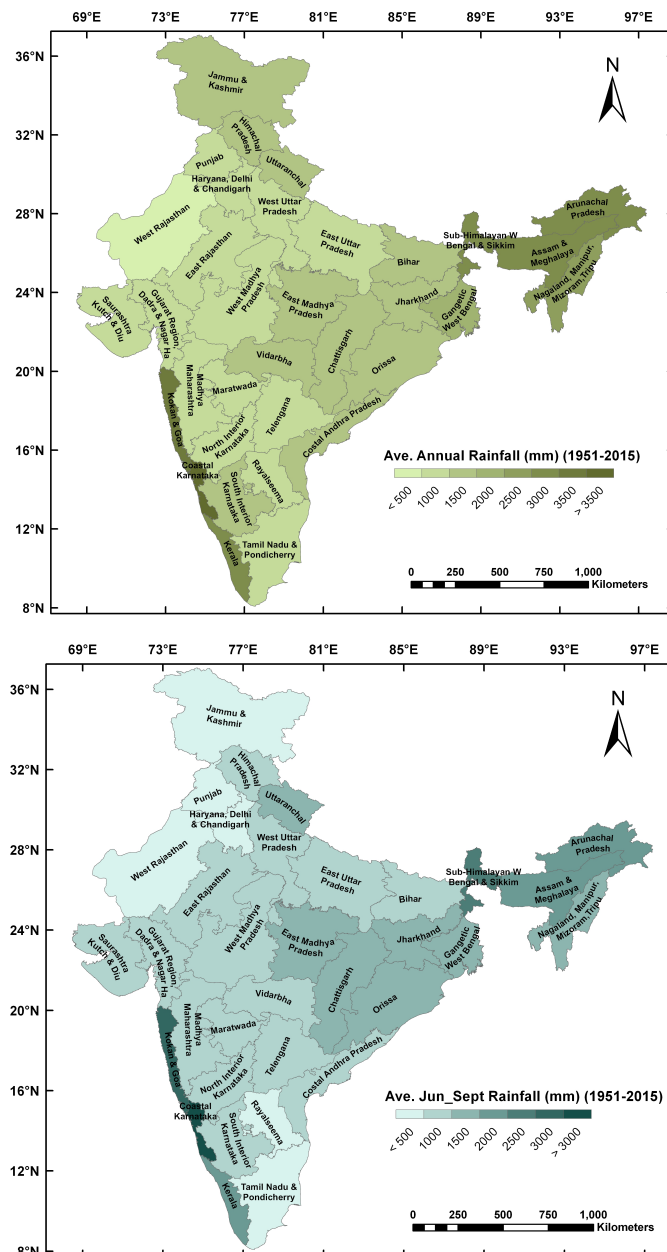 69°E 73°E 77°E 81°E 85°E 89°E 93°E 97°E
36°N
32°N
28°N
24°N
20°N
16°N
12°N
8°N
N
Jammu &
Kashmir
Himachal
Pradesh
Punjab
Uttaranchal
Haryana, Delhi
& Chandigarh
West Rajasthan
West Uttar
Pradesh
East Rajasthan
East Uttar
Pradesh
Sub-Himalayan-W
Bengal & Sikkim
Arunachal
Pradesh
Assam &
Meghalaya
Nagaland, Manipur,
Mizoram,Tripu
Bihar
Saurashtra
Kutch & Diu
Gujarat Region,
Dadra & Nagar Ha
West Madhya
Pradesh
East Madhya
Pradesh
Jharkhand
Gangetic
West Bengal
Chattisgarh
Orissa
Vidarbha
Madhya
Maharashtra
Maratwada
Kokan & Goa
Telengana
Costal Andhra Pradesh
North Interior
Karnataka
Coastal
Karnataka
Rayalseema
South Interior
Karnataka
Kerala
Tamil Nadu &
Pondicherry
Ave. Annual Rainfall (mm) (1951-2015)
< 500 1000 1500 2000 2500 3000 3500 > 3500
0 250 500 750 1,000
Kilometers
69°E 73°E 77°E 81°E 85°E 89°E 93°E 97°E
36°N
32°N
28°N
24°N
20°N
16°N
12°N
8°N
N
Jammu &
Kashmir
Himachal
Pradesh
Punjab
Uttaranchal
Haryana, Delhi
& Chandigarh
West Rajasthan
West Uttar
Pradesh
East Rajasthan
East Uttar
Pradesh
Sub-Himalayan-W
Bengal & Sikkim
Arunachal
Pradesh
Assam &
Meghalaya
Nagaland, Manipur,
Mizoram,Tripu
Bihar
Saurashtra
Kutch & Diu
Gujarat Region,
Dadra & Nagar Ha
West Madhya
Pradesh
East Madhya
Pradesh
Jharkhand
Gangetic
West Bengal
Chattisgarh
Orissa
Vidarbha
Madhya
Maharashtra
Maratwada
Kokan & Goa
Telengana
Costal Andhra Pradesh
North Interior
Karnataka
Coastal
Karnataka
Rayalseema
South Interior
Karnataka
Kerala
Tamil Nadu &
Pondicherry
Ave. Jun_Sept Rainfall (mm) (1951-2015)
< 500 1000 1500 2000 2500 3000 > 3000
0 250 500 750 1,000
Kilometers